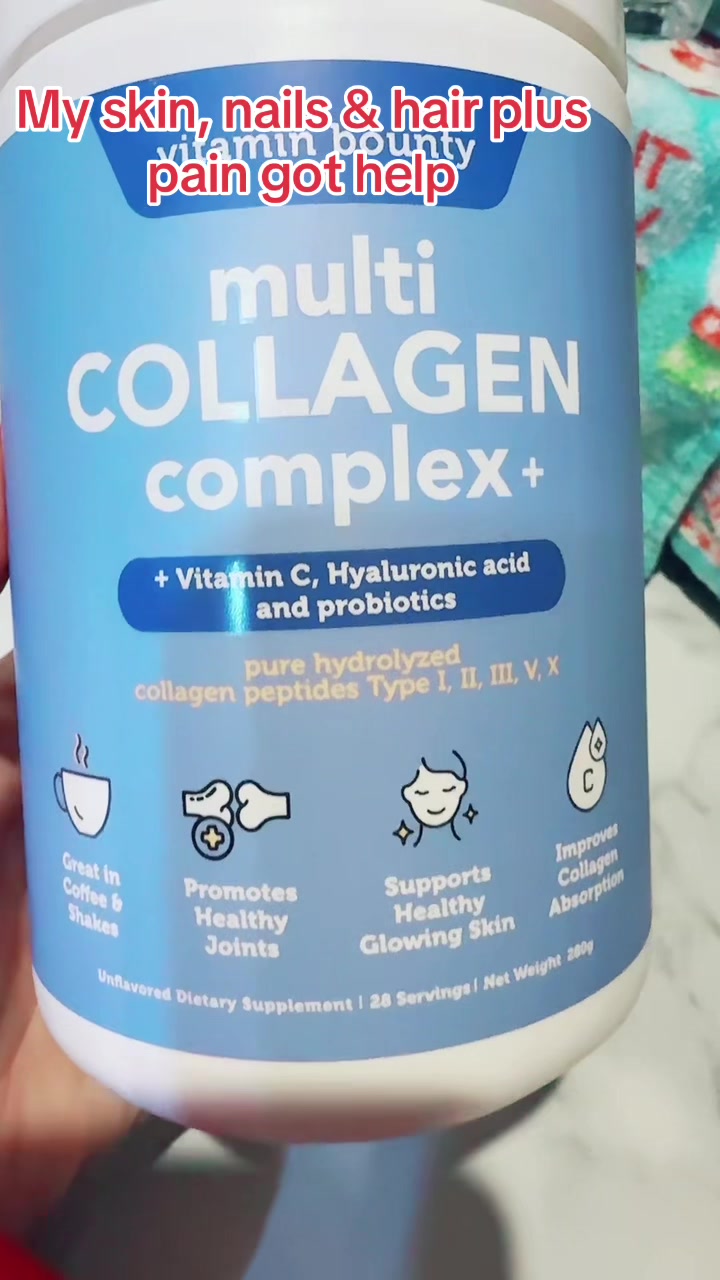 My skin, nails & hair plus
pain got help
vitamin bounty
multi
COLLAGEN
complex+
+ Vitamin C, Hyaluronic acid
and probiotics
pure hydrolyzed
collagen peptides Type I, II, III, V, X
Great in
Coffee &
Shakes
Promotes
Healthy
Joints
Supports
Healthy
Glowing Skin
C
Improves
Collagen
Absorption
Unflavored Dietary Supplement | 28 Servings | Net Weight 280g